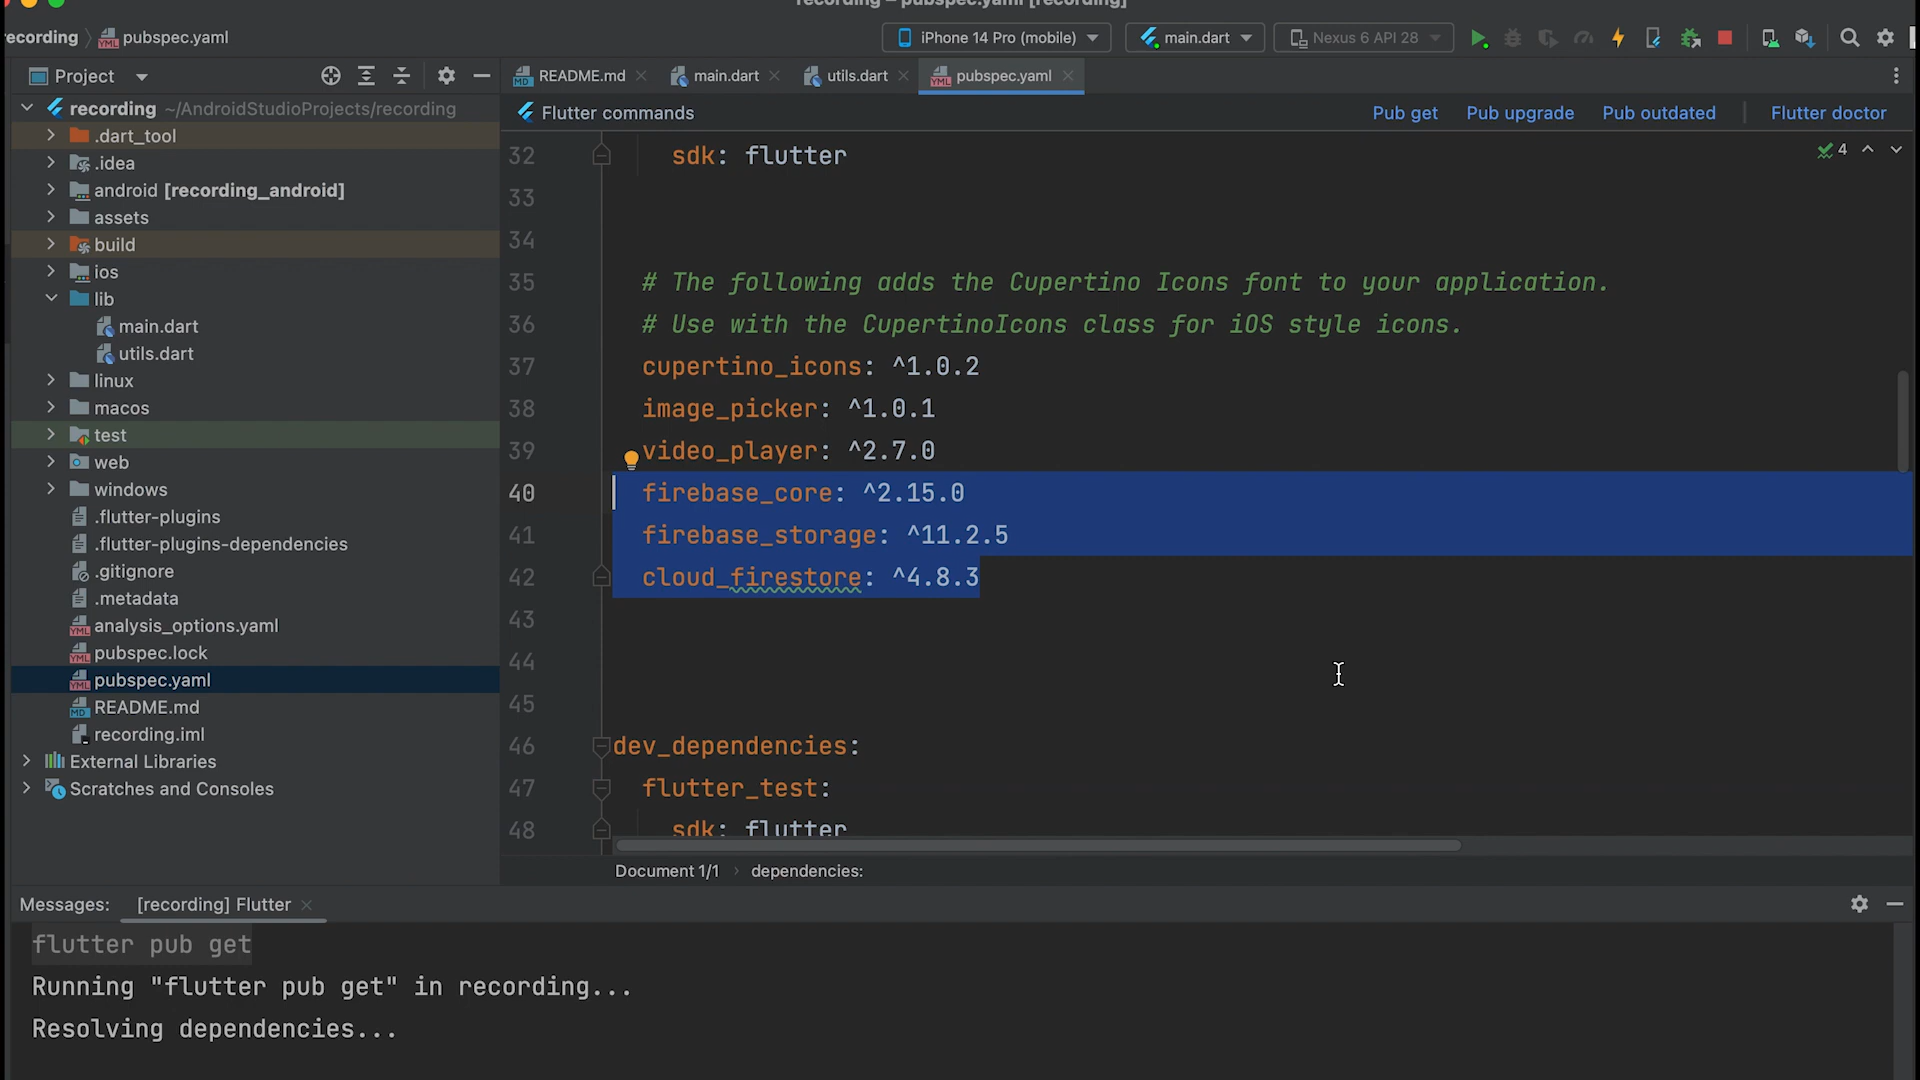 recording – pubspec.yaml [recording]
ecording pubspec.yaml
iPhone 14 Pro (mobile)
main.dart
Nexus 6 API 28
Project
README.md
main.dart
utils.dart
pubspec.yaml
Flutter commands
Pub get
Pub upgrade
Pub outdated
Flutter doctor
recording ~/AndroidStudioProjects/recording
.dart_tool
.idea
android [recording_android]
assets
build
ios
lib
main.dart
utils.dart
linux
macos
test
web
windows
.flutter-plugins
.flutter-plugins-dependencies
.gitignore
.metadata
analysis_options.yaml
pubspec.lock
pubspec.yaml
README.md
recording.iml
External Libraries
Scratches and Consoles
4
32 sdk: flutter
33
34
35 # The following adds the Cupertino Icons font to your application.
36 # Use with the CupertinoIcons class for iOS style icons.
37 cupertino_icons: ^1.0.2
38 image_picker: ^1.0.1
39 video_player: ^2.7.0
40 firebase_core: ^2.15.0
41 firebase_storage: ^11.2.5
42 cloud_firestore: ^4.8.3
43
44
45
46 dev_dependencies:
47 flutter_test:
48 sdk: flutter
Document 1/1 dependencies:
Messages: [recording] Flutter
flutter pub get
Running "flutter pub get" in recording...
Resolving dependencies...